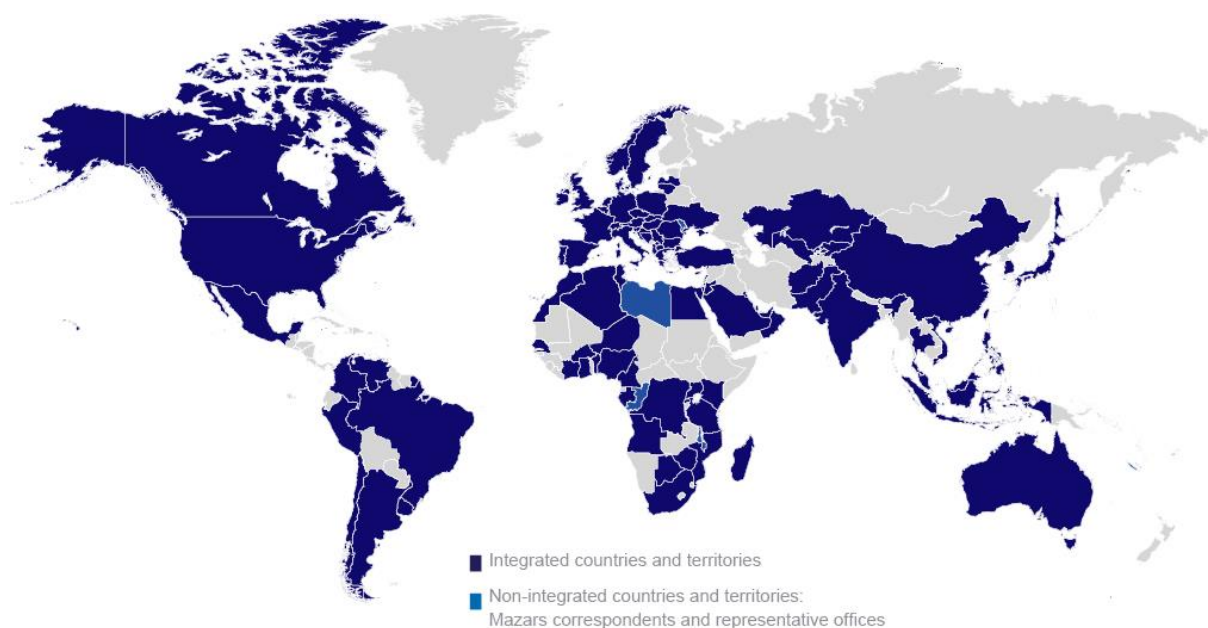 Integrated countries and territories
Non-integrated countries and territories:
Mazars correspondents and representative offices